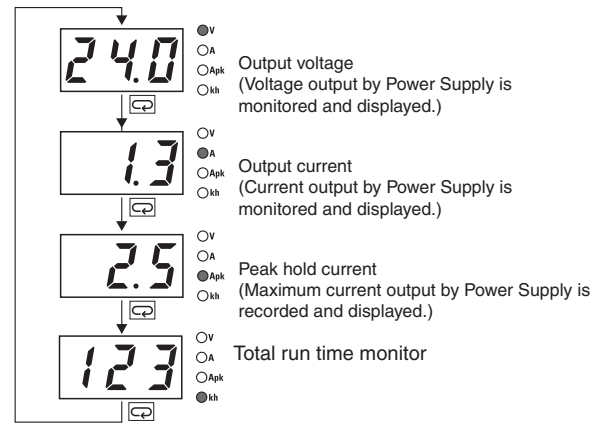 24.0
V
A
Apk
kh
Output voltage
(Voltage output by Power Supply is
monitored and displayed.)
1.3
V
A
Apk
kh
Output current
(Current output by Power Supply is
monitored and displayed.)
2.5
V
A
Apk
kh
Peak hold current
(Maximum current output by Power Supply is
recorded and displayed.)
123
V
A
Apk
kh
Total run time monitor